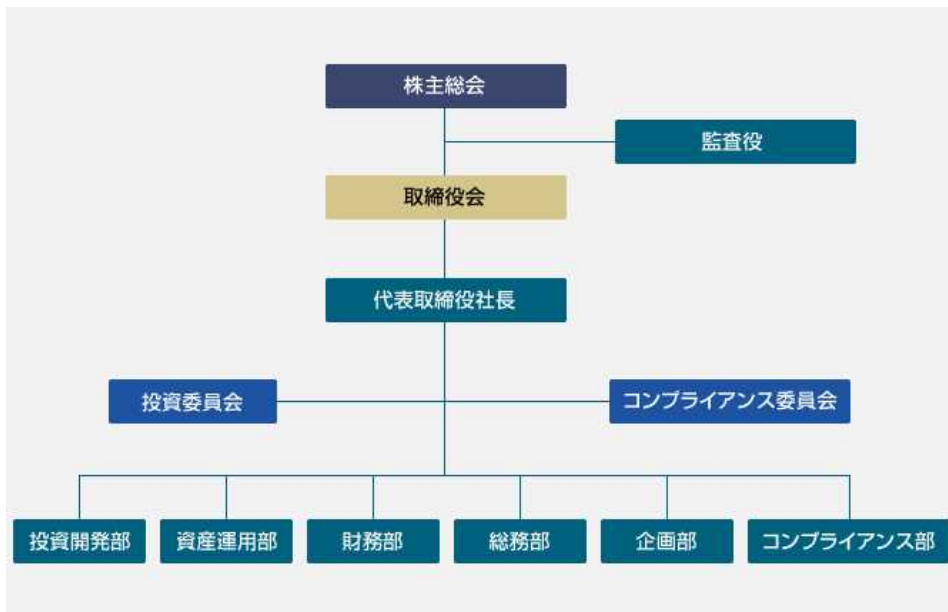 株主総会
監査役
取締役会
代表取締役社長
投資委員会
コンプライアンス委員会
投資開発部
資産運用部
財務部
総務部
企画部
コンプライアンス部